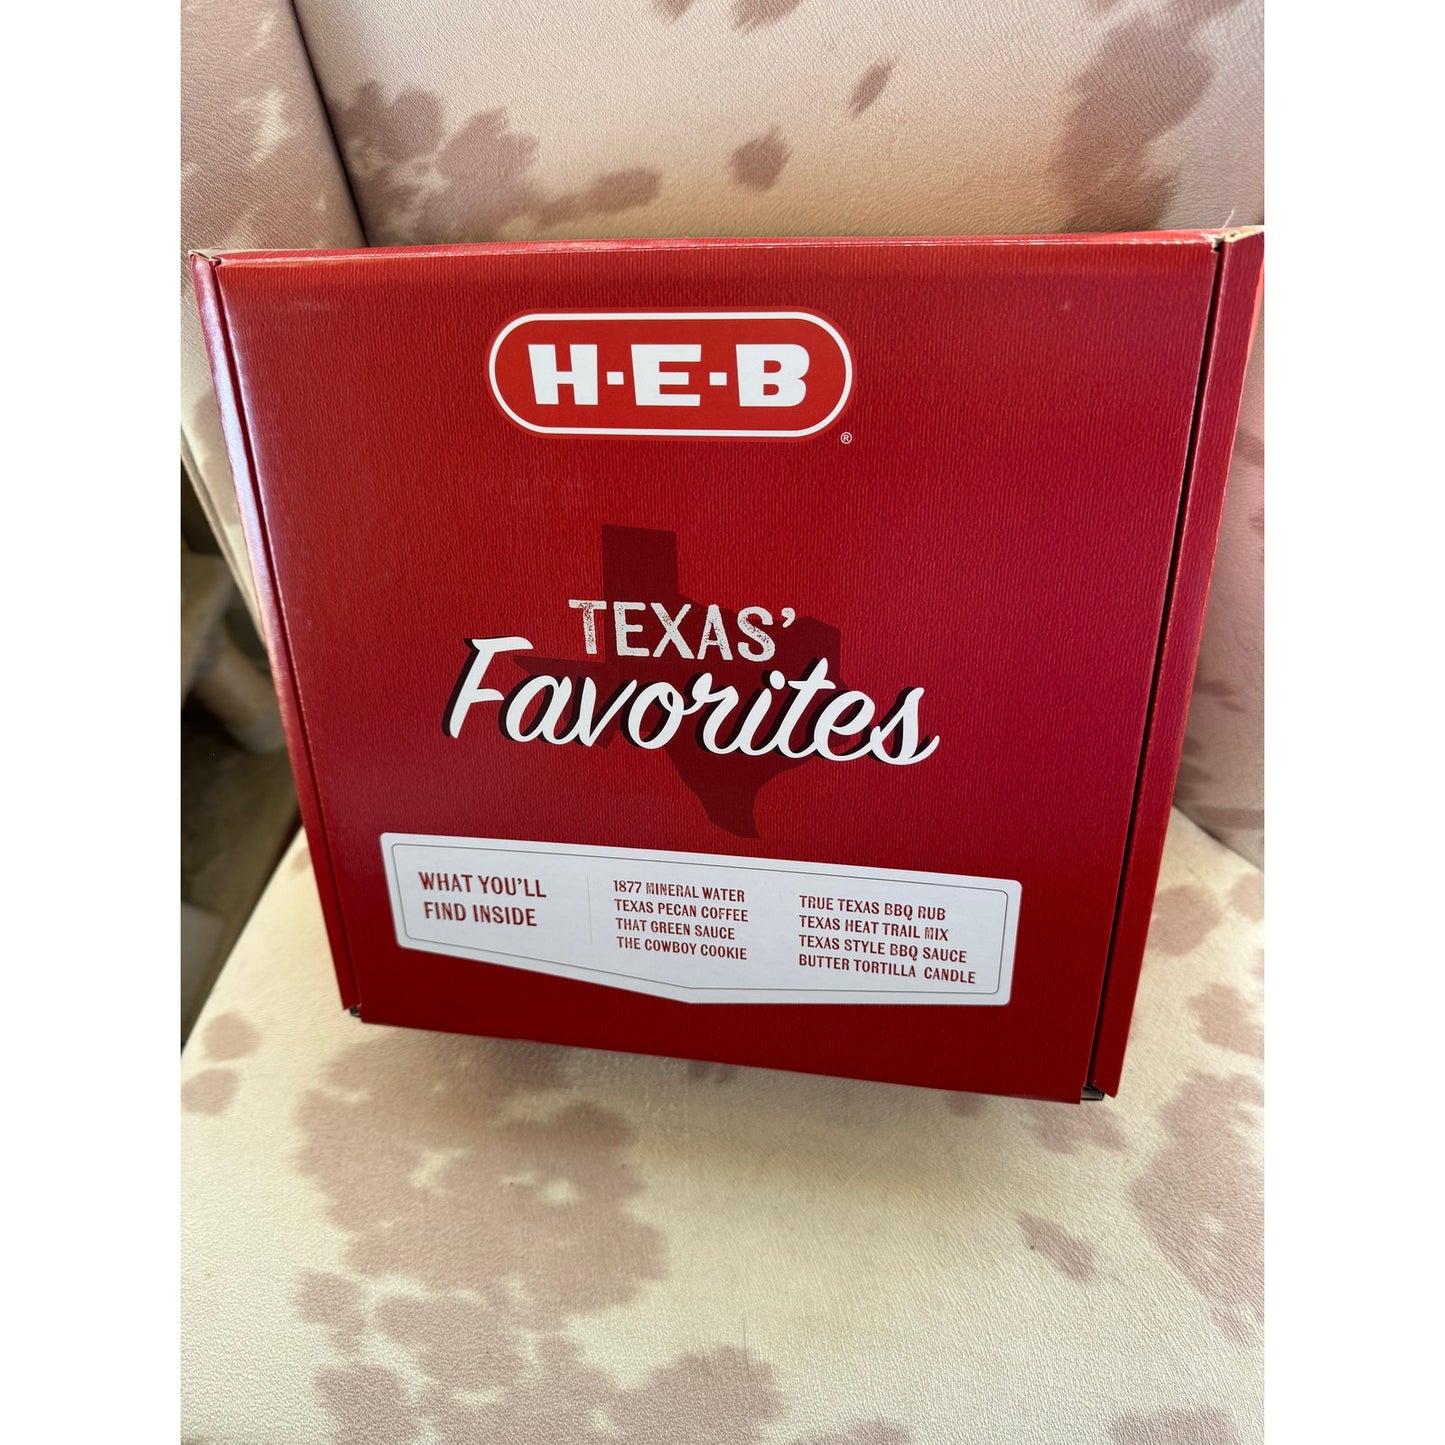 H·E·B
®
TEXAS'
Favorites
WHAT YOU'LL
FIND INSIDE
1877 MINERAL WATER
TEXAS PECAN COFFEE
THAT GREEN SAUCE
THE COWBOY COOKIE
TRUE TEXAS BBQ RUB
TEXAS HEAT TRAIL MIX
TEXAS STYLE BBQ SAUCE
BUTTER TORTILLA CANDLE